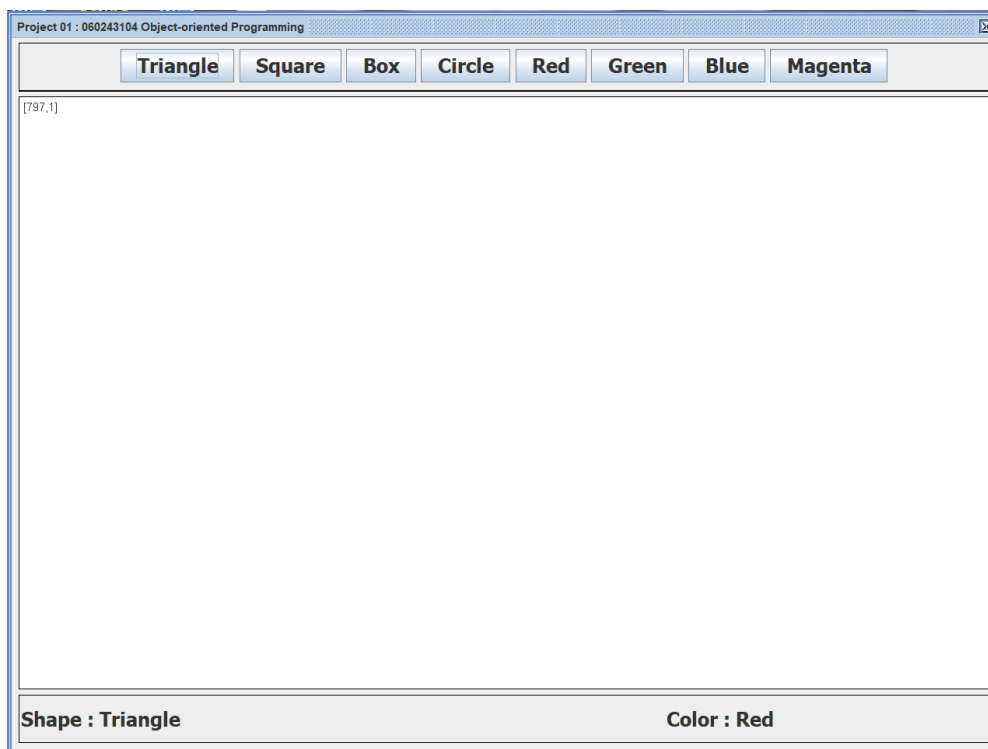 Project 01 : 060243104 Object-oriented Programming
Triangle Square Box Circle Red Green Blue Magenta
[797,1]
Shape : Triangle Color : Red